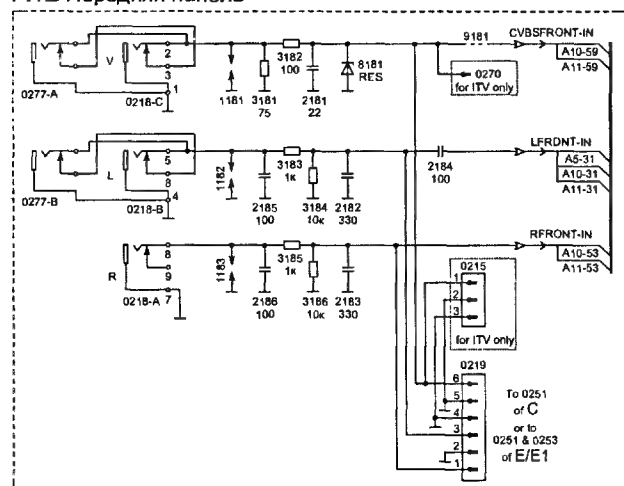 Передняя панель
0277-A
0218-C
V
2
3
1
1181
3181
75
3182
100
2181
22
8181
RES
9181
0270
for ITV only
CVBSFRONT-IN
A10-59
A11-59
0277-B
0218-B
L
5
8
4
1182
2185
100
3183
1к
3184
10к
2182
330
2184
100
LFRONT-IN
A5-31
A10-31
A11-31
R
0218-A
8
9
7
1183
2186
100
3185
1к
3186
10к
2183
330
RFRONT-IN
A10-53
A11-53
0215
1
2
3
for ITV only
0219
6
5
4
3
2
1
To 0251
of C
or to
0251 & 0253
of E/E1